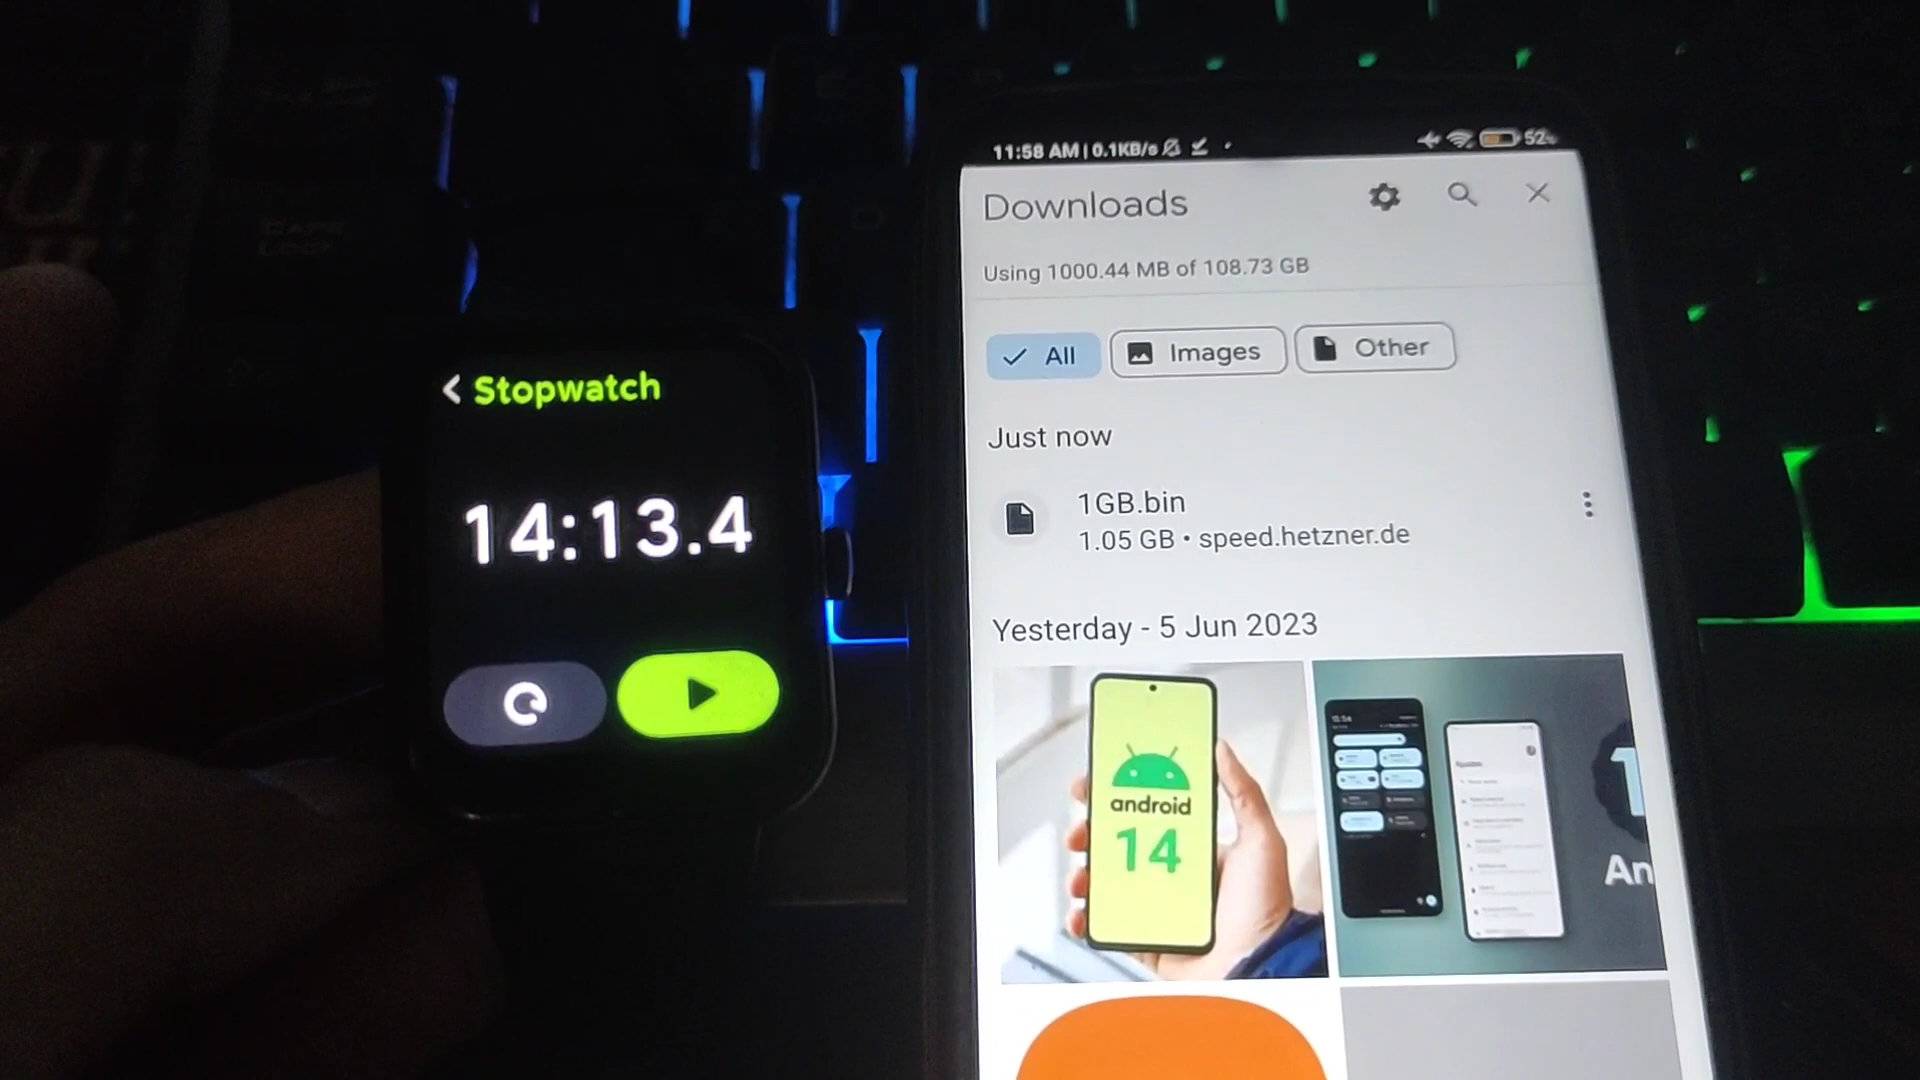 Stopwatch
14:13.4
11:58 AM | 0.1KB/s
52
Downloads
Using 1000.44 MB of 108.73 GB
All
Images
Other
Just now
1GB.bin
1.05 GB • speed.hetzner.de
Yesterday - 5 Jun 2023
android
14
An